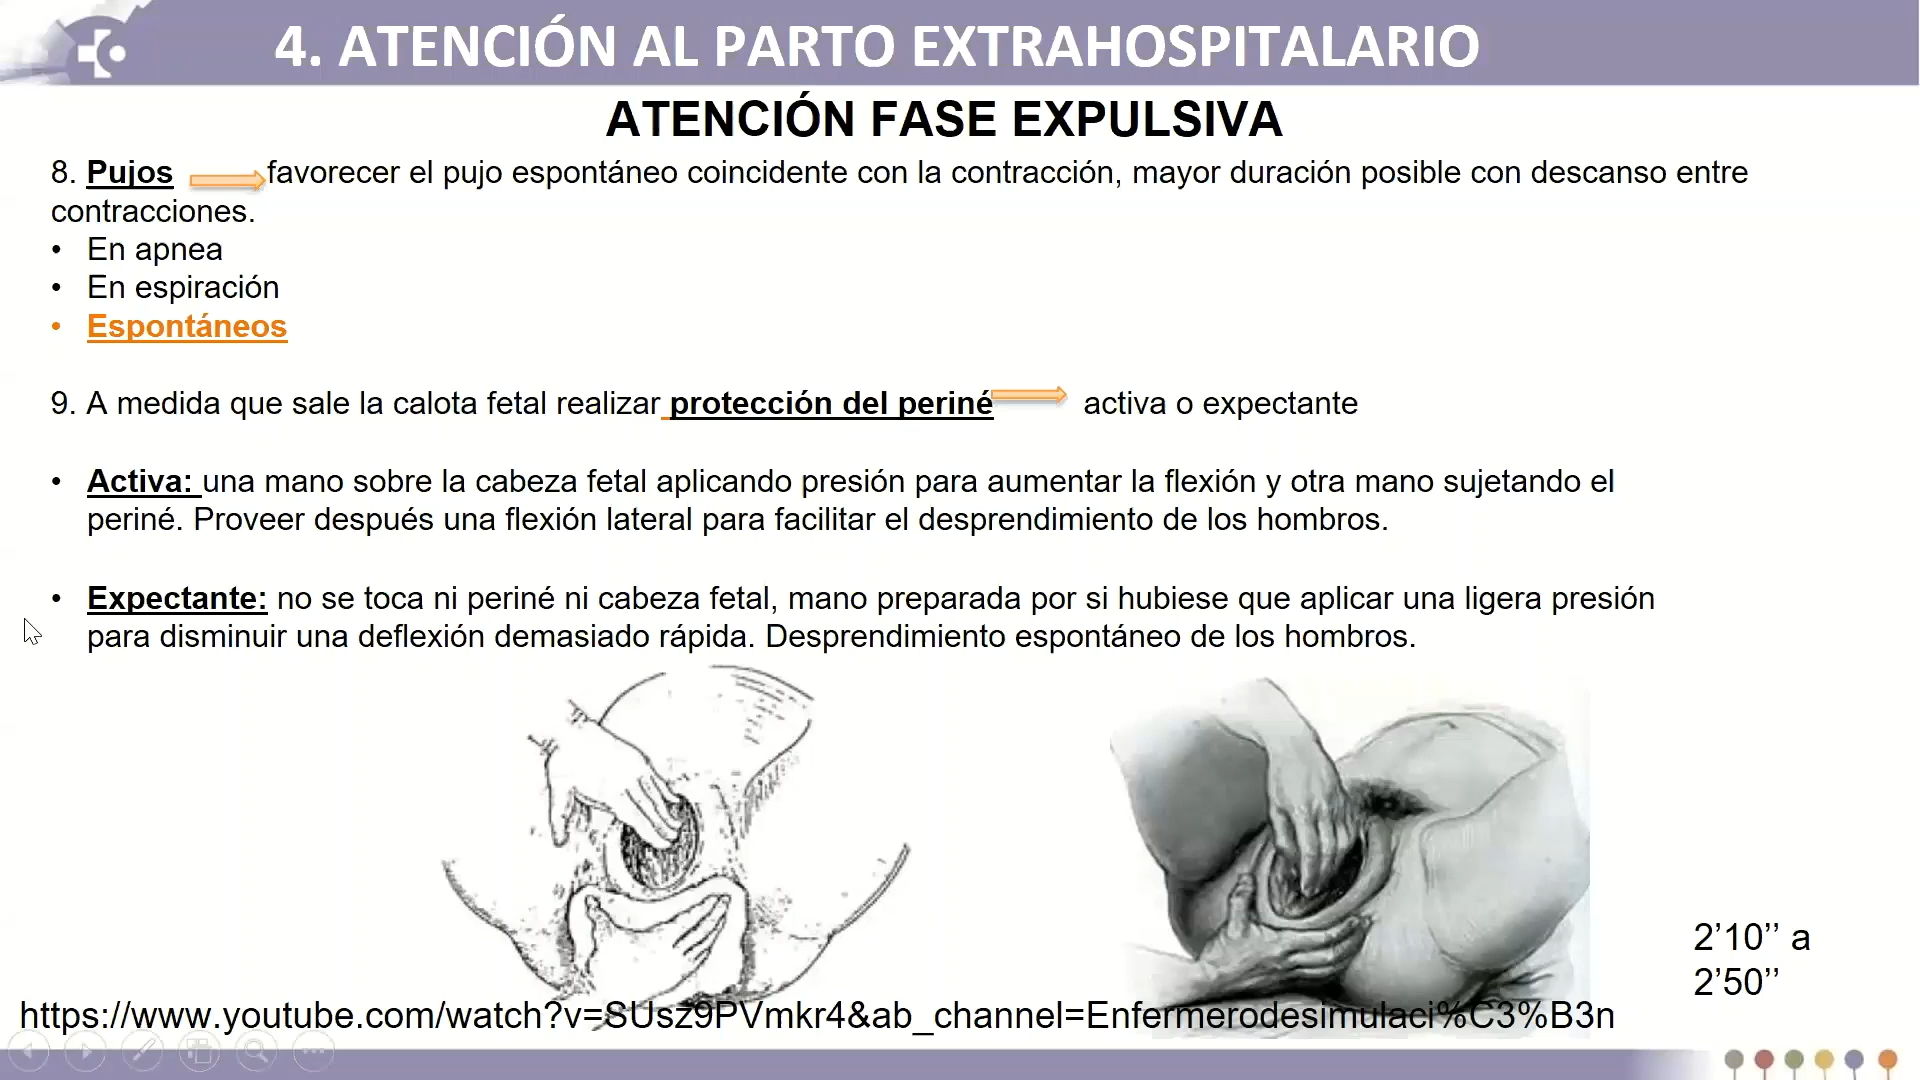 4. ATENCIÓN AL PARTO EXTRAHOSPITALARIO
ATENCIÓN FASE EXPULSIVA
8. Pujos favorecer el pujo espontáneo coincidente con la contracción, mayor duración posible con descanso entre
contracciones.
• En apnea
• En espiración
• Espontáneos
9. A medida que sale la calota fetal realizar protección del periné activa o expectante
• Activa: una mano sobre la cabeza fetal aplicando presión para aumentar la flexión y otra mano sujetando el
periné. Proveer después una flexión lateral para facilitar el desprendimiento de los hombros.
• Expectante: no se toca ni periné ni cabeza fetal, mano preparada por si hubiese que aplicar una ligera presión
para disminuir una deflexión demasiado rápida. Desprendimiento espontáneo de los hombros.
2’10’’ a
2’50’’
https://www.youtube.com/watch?v=SUsz9PVmkr4&ab_channel=Enfermerodesimulaci%C3%B3n